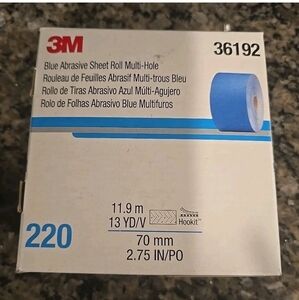 3M
36192
Blue Abrasive Sheet Roll Multi-Hole
Rouleau de Feuilles Abrasif Multi-trous Bleu
Rollo de Tiras Abrasivo Azul Múlti-Agujero
Rolo de Folhas Abrasivo Blue Multifuros
11.9 m
13 YD/V
Hookit™
220
70 mm
2.75 IN/PO